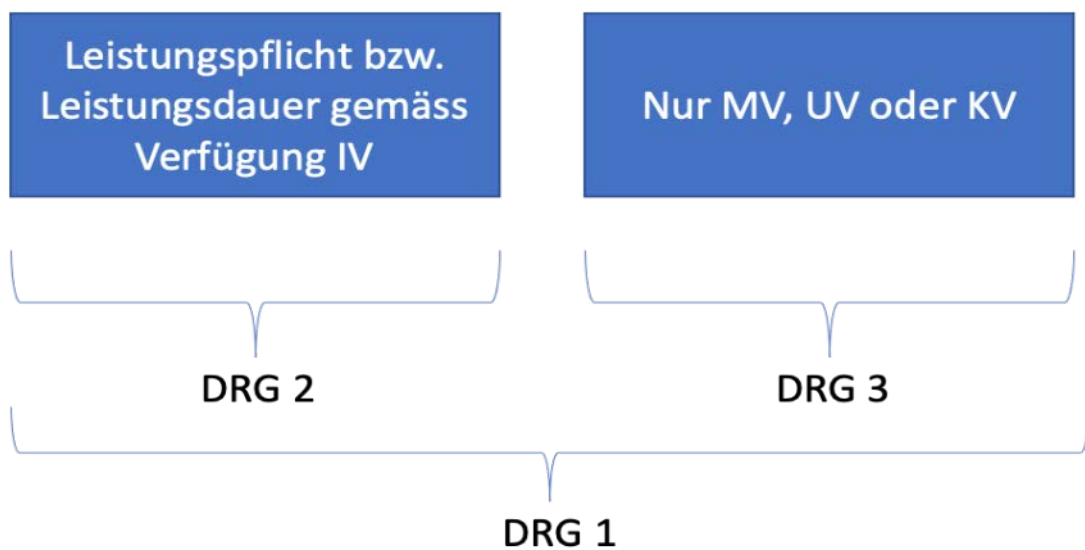 Leistungspflicht bzw.
Leistungsdauer gemäss
Verfügung IV
Nur MV, UV oder KV
DRG 2
DRG 3
DRG 1